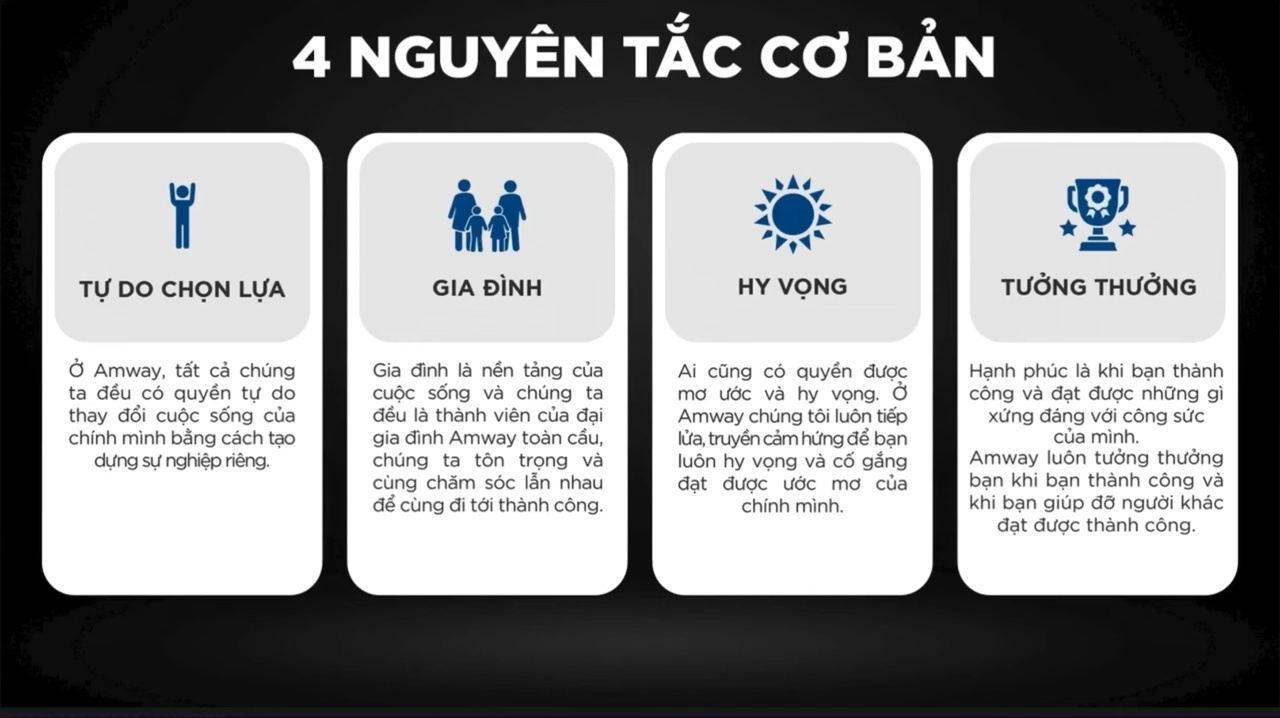 4 NGUYÊN TẮC CƠ BẢN
TỰ DO CHỌN LỰA
Ở Amway, tất cả chúng
ta đều có quyền tự do
thay đổi cuộc sống của
chính mình bằng cách tạo
dựng sự nghiệp riêng.
GIA ĐÌNH
Gia đình là nền tảng của
cuộc sống và chúng ta
đều là thành viên của đại
gia đình Amway toàn cầu,
chúng ta tôn trọng và
cùng chăm sóc lẫn nhau
để cùng đi tới thành công.
HY VỌNG
Ai cũng có quyền được
mơ ước và hy vọng. Ở
Amway chúng tôi luôn tiếp
lửa, truyền cảm hứng để bạn
luôn hy vọng và cố gắng
đạt được ước mơ của
chính mình.
TƯỞNG THƯỞNG
Hạnh phúc là khi bạn thành
công và đạt được những gì
xứng đáng với công sức
của mình.
Amway luôn tưởng thưởng
bạn khi bạn thành công và
khi bạn giúp đỡ người khác
đạt được thành công.